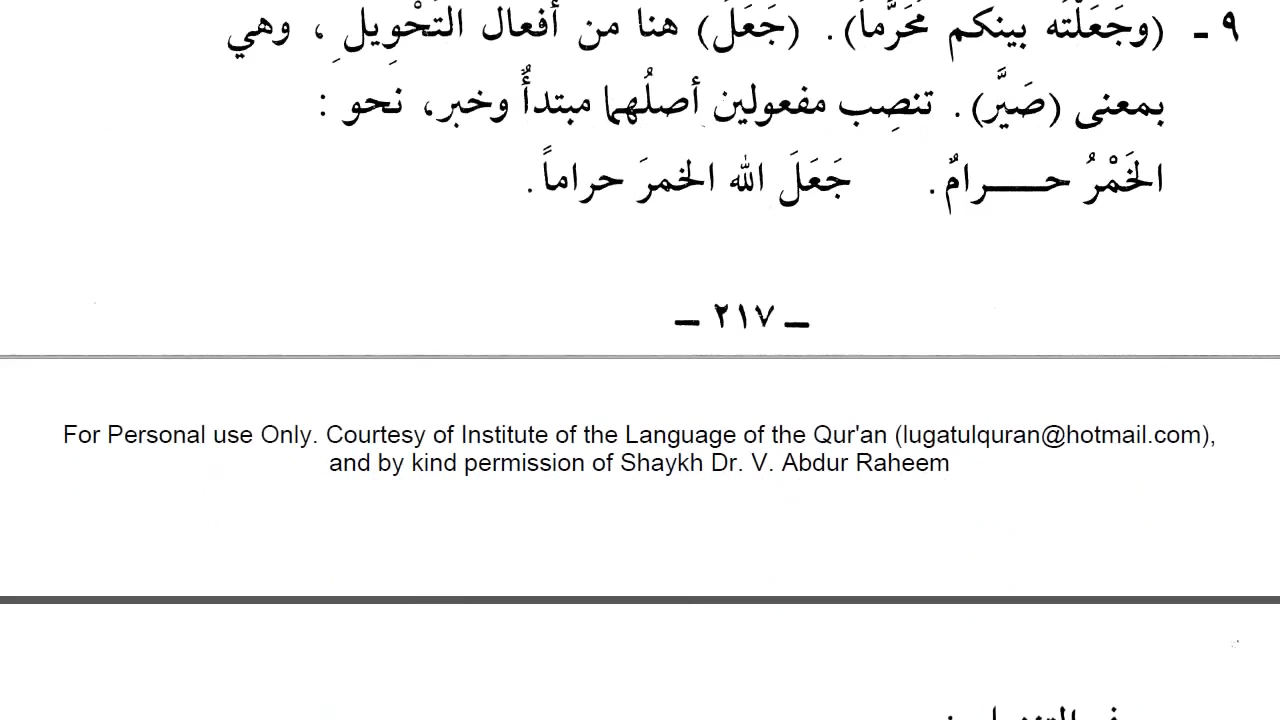 ٩ - (وجَعَلْتُه بينكم مُحَرَّماً). (جَعَلَ) هنا من أفعال التَّحْوِيلِ ، وهي
بمعنى (صَيَّر). تنصِب مفعولين أصلُهما مبتدأٌ وخبر، نحو :
الخَمْرُ حـــرامٌ. جَعَلَ الله الخمرَ حراماً.
– ٢١٧ –
For Personal use Only. Courtesy of Institute of the Language of the Qur'an (lugatulquran@hotmail.com),
and by kind permission of Shaykh Dr. V. Abdur Raheem